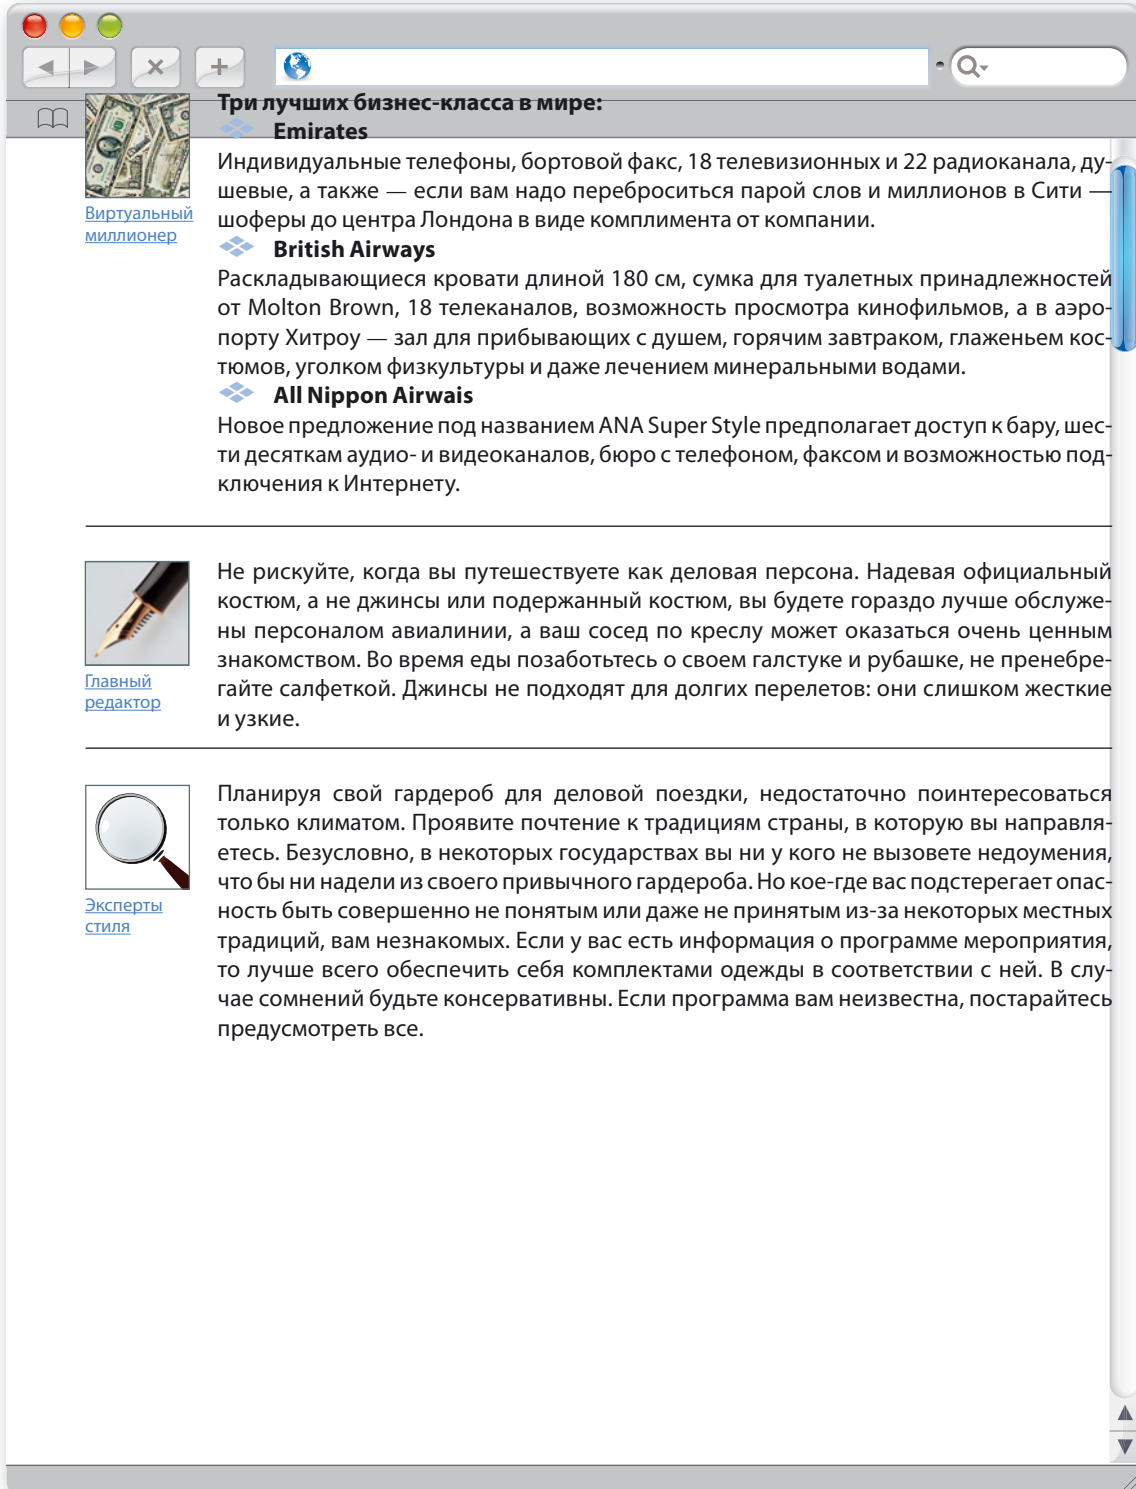 Три лучших бизнес-класса в мире:
Emirates
Индивидуальные телефоны, бортовой факс, 18 телевизионных и 22 радиоканала, ду-
шевые, а также — если вам надо переброситься парой слов и миллионов в Сити —
шоферы до центра Лондона в виде комплимента от компании.
Виртуальный
миллионер
British Airways
Раскладывающиеся кровати длиной 180 см, сумка для туалетных принадлежностей
от Molton Brown, 18 телеканалов, возможность просмотра кинофильмов, а в аэро-
порту Хитроу — зал для прибывающих с душем, горячим завтраком, глаженьем кос-
тюмов, уголком физкультуры и даже лечением минеральными водами.
All Nippon Airwais
Новое предложение под названием ANA Super Style предполагает доступ к бару, шес-
ти десяткам аудио- и видеоканалов, бюро с телефоном, факсом и возможностью под-
ключения к Интернету.
Не рискуйте, когда вы путешествуете как деловая персона. Надевая официальный
костюм, а не джинсы или подержанный костюм, вы будете гораздо лучше обслуже-
ны персоналом авиалинии, а ваш сосед по креслу может оказаться очень ценным
знакомством. Во время еды позаботьтесь о своем галстуке и рубашке, не пренебре-
гайте салфеткой. Джинсы не подходят для долгих перелетов: они слишком жесткие
и узкие.
Главный
редактор
Планируя свой гардероб для деловой поездки, недостаточно поинтересоваться
только климатом. Проявите почтение к традициям страны, в которую вы направля-
етесь. Безусловно, в некоторых государствах вы ни у кого не вызовете недоумения,
что бы ни надели из своего привычного гардероба. Но кое-где вас подстерегает опас-
ность быть совершенно не понятым или даже не принятым из-за некоторых местных
традиций, вам незнакомых. Если у вас есть информация о программе мероприятия,
то лучше всего обеспечить себя комплектами одежды в соответствии с ней. В слу-
чае сомнений будьте консервативны. Если программа вам неизвестна, постарайтесь
предусмотреть все.
Эксперты
стиля